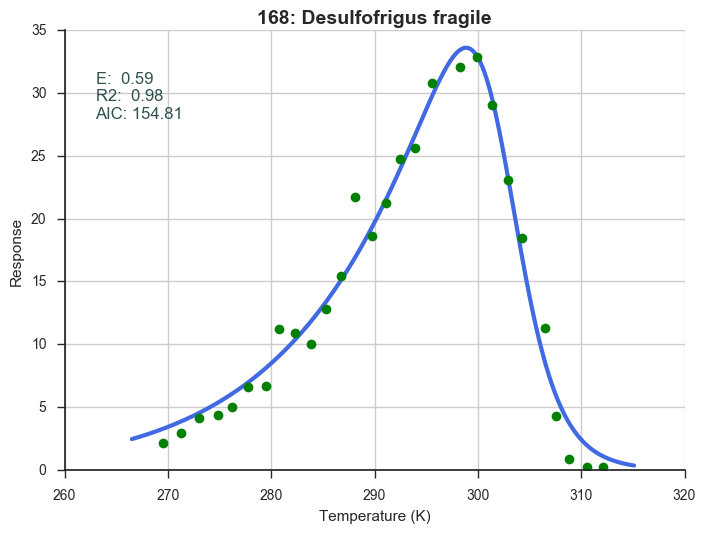 168: Desulfofrigus fragile
E: 0.59
R2: 0.98
AIC: 154.81
Response
35
30
25
20
15
10
5
0
260 270 280 290 300 310 320
Temperature (K)